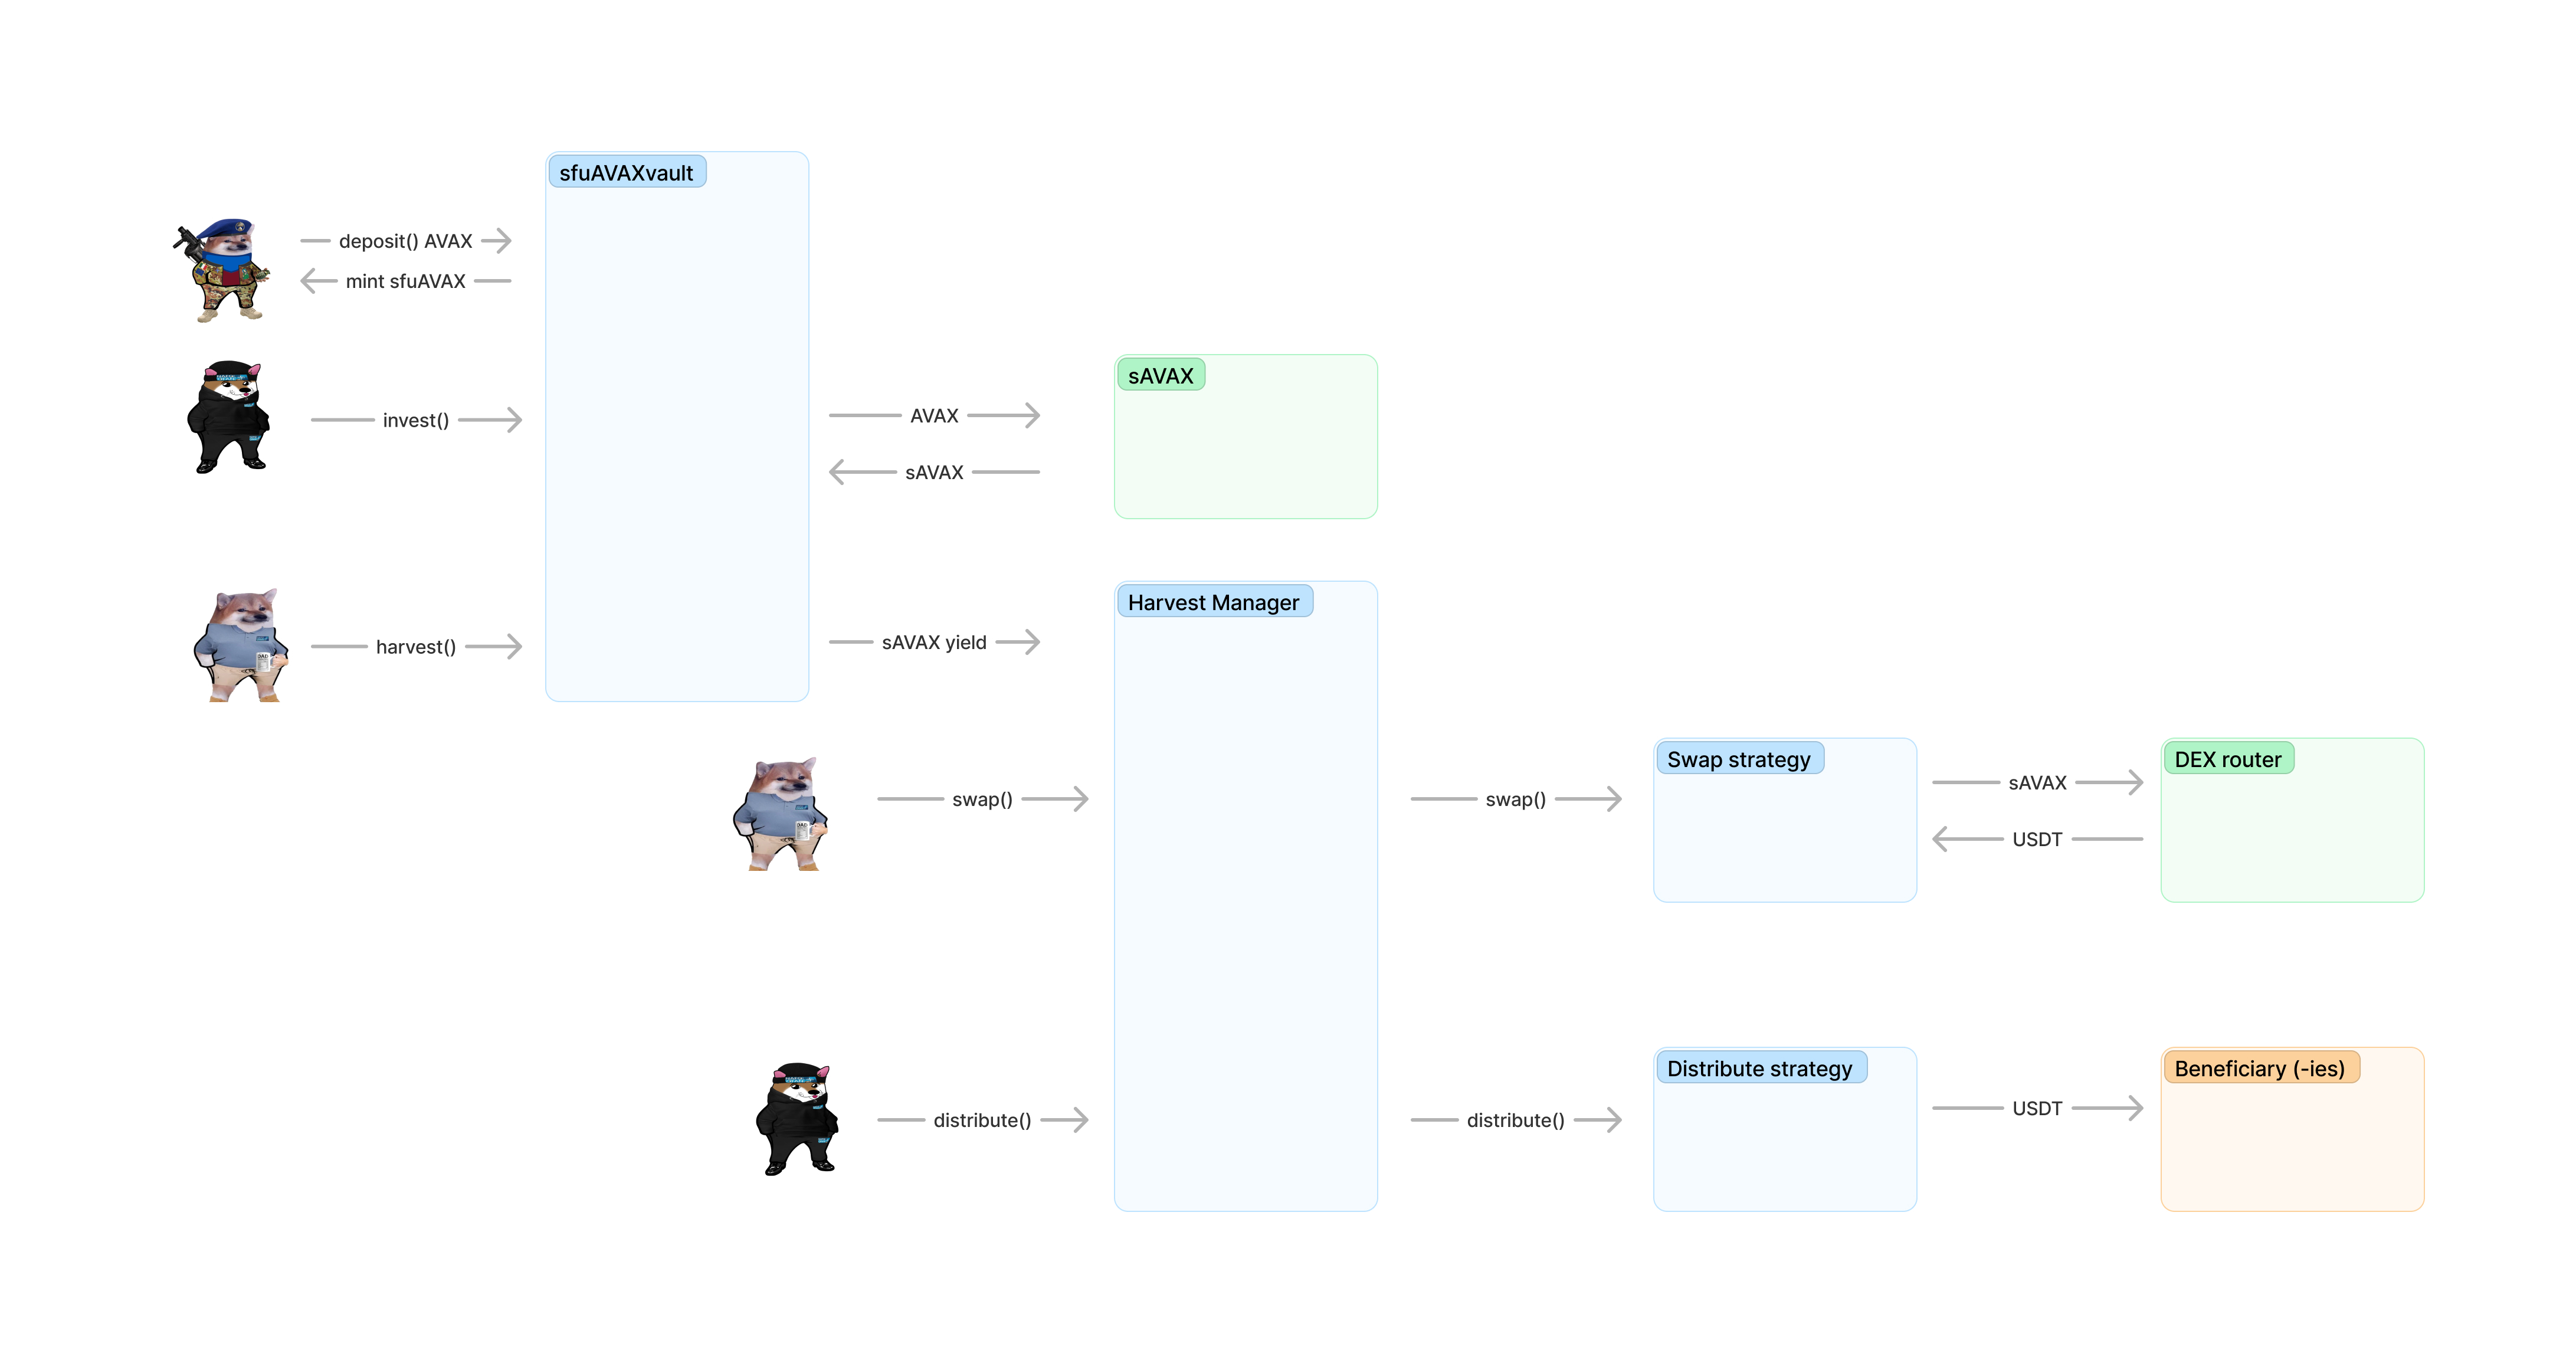 sfuAVAXvault
deposit() AVAX
mint sfuAVAX
sAVAX
invest()
AVAX
sAVAX
Harvest Manager
harvest()
sAVAX yield
Swap strategy
DEX router
swap()
swap()
sAVAX
USDT
Distribute strategy
Beneficiary (-ies)
distribute()
distribute()
USDT